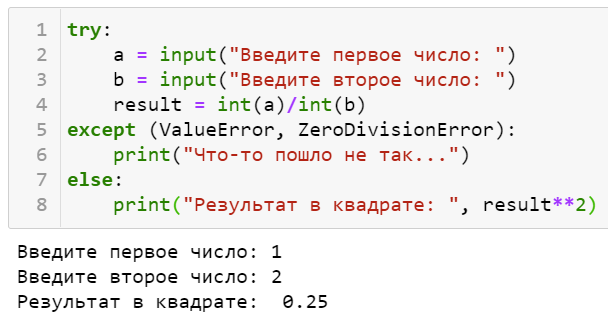 1 try:
2     a = input("Введите первое число: ")
3     b = input("Введите второе число: ")
4     result = int(a)/int(b)
5 except (ValueError, ZeroDivisionError):
6     print("Что-то пошло не так...")
7 else:
8     print("Результат в квадрате: ", result**2)
Введите первое число: 1
Введите второе число: 2
Результат в квадрате:  0.25